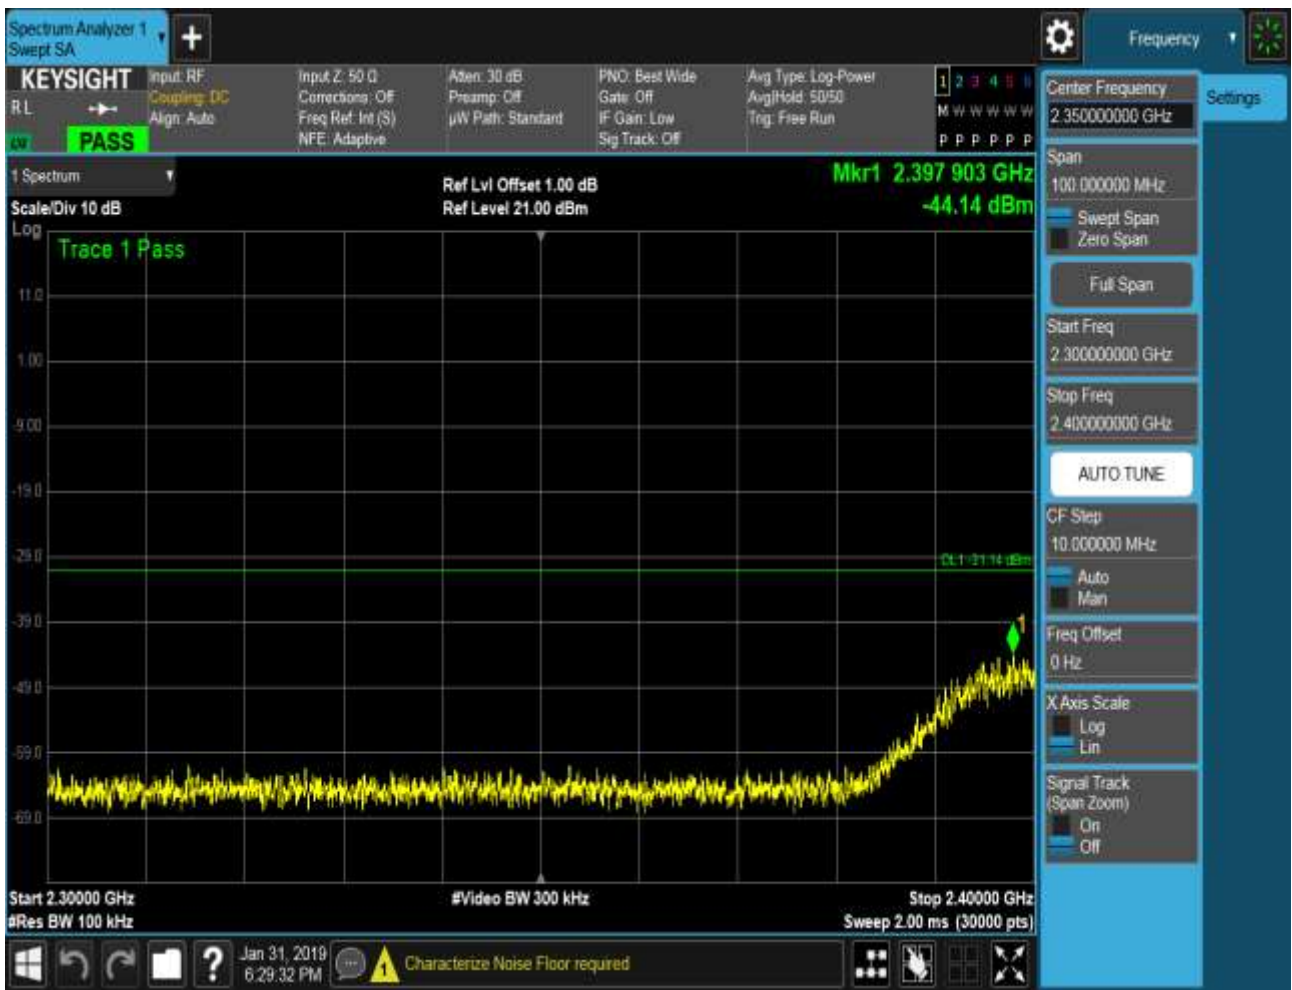 Spectrum Analyzer 1
Swept SA
+
Frequency
KEYSIGHT
R L
PASS
Input: RF
Coupling: DC
Align: Auto
Input Z: 50 Ω
Corrections: Off
Freq Ref: Int (S)
NFE: Adaptive
Atten: 30 dB
Preamp: Off
µW Path: Standard
PNO: Best Wide
Gate: Off
IF Gain: Low
Sig Track: Off
Avg Type: Log-Power
Avg|Hold: 50/50
Trig: Free Run
1 2 3 4 5 6
M W W W W W
P P P P P P
1 Spectrum
Scale/Div 10 dB
Ref Lvl Offset 1.00 dB
Ref Level 21.00 dBm
Mkr1 2.397 903 GHz
-44.14 dBm
Log
Trace 1 Pass
11.0
1.00
-9.00
-19.0
-29.0
DL1 -31.14 dBm
-39.0
1
-49.0
-59.0
-69.0
Start 2.30000 GHz
#Video BW 300 kHz
Stop 2.40000 GHz
#Res BW 100 kHz
Sweep 2.00 ms (30000 pts)
Jan 31, 2019
6:29:32 PM
?
1
Characterize Noise Floor required
Center Frequency
2.350000000 GHz
Settings
Span
100.000000 MHz
Swept Span
Zero Span
Full Span
Start Freq
2.300000000 GHz
Stop Freq
2.400000000 GHz
AUTO TUNE
CF Step
10.000000 MHz
Auto
Man
Freq Offset
0 Hz
X Axis Scale
Log
Lin
Signal Track
(Span Zoom)
On
Off